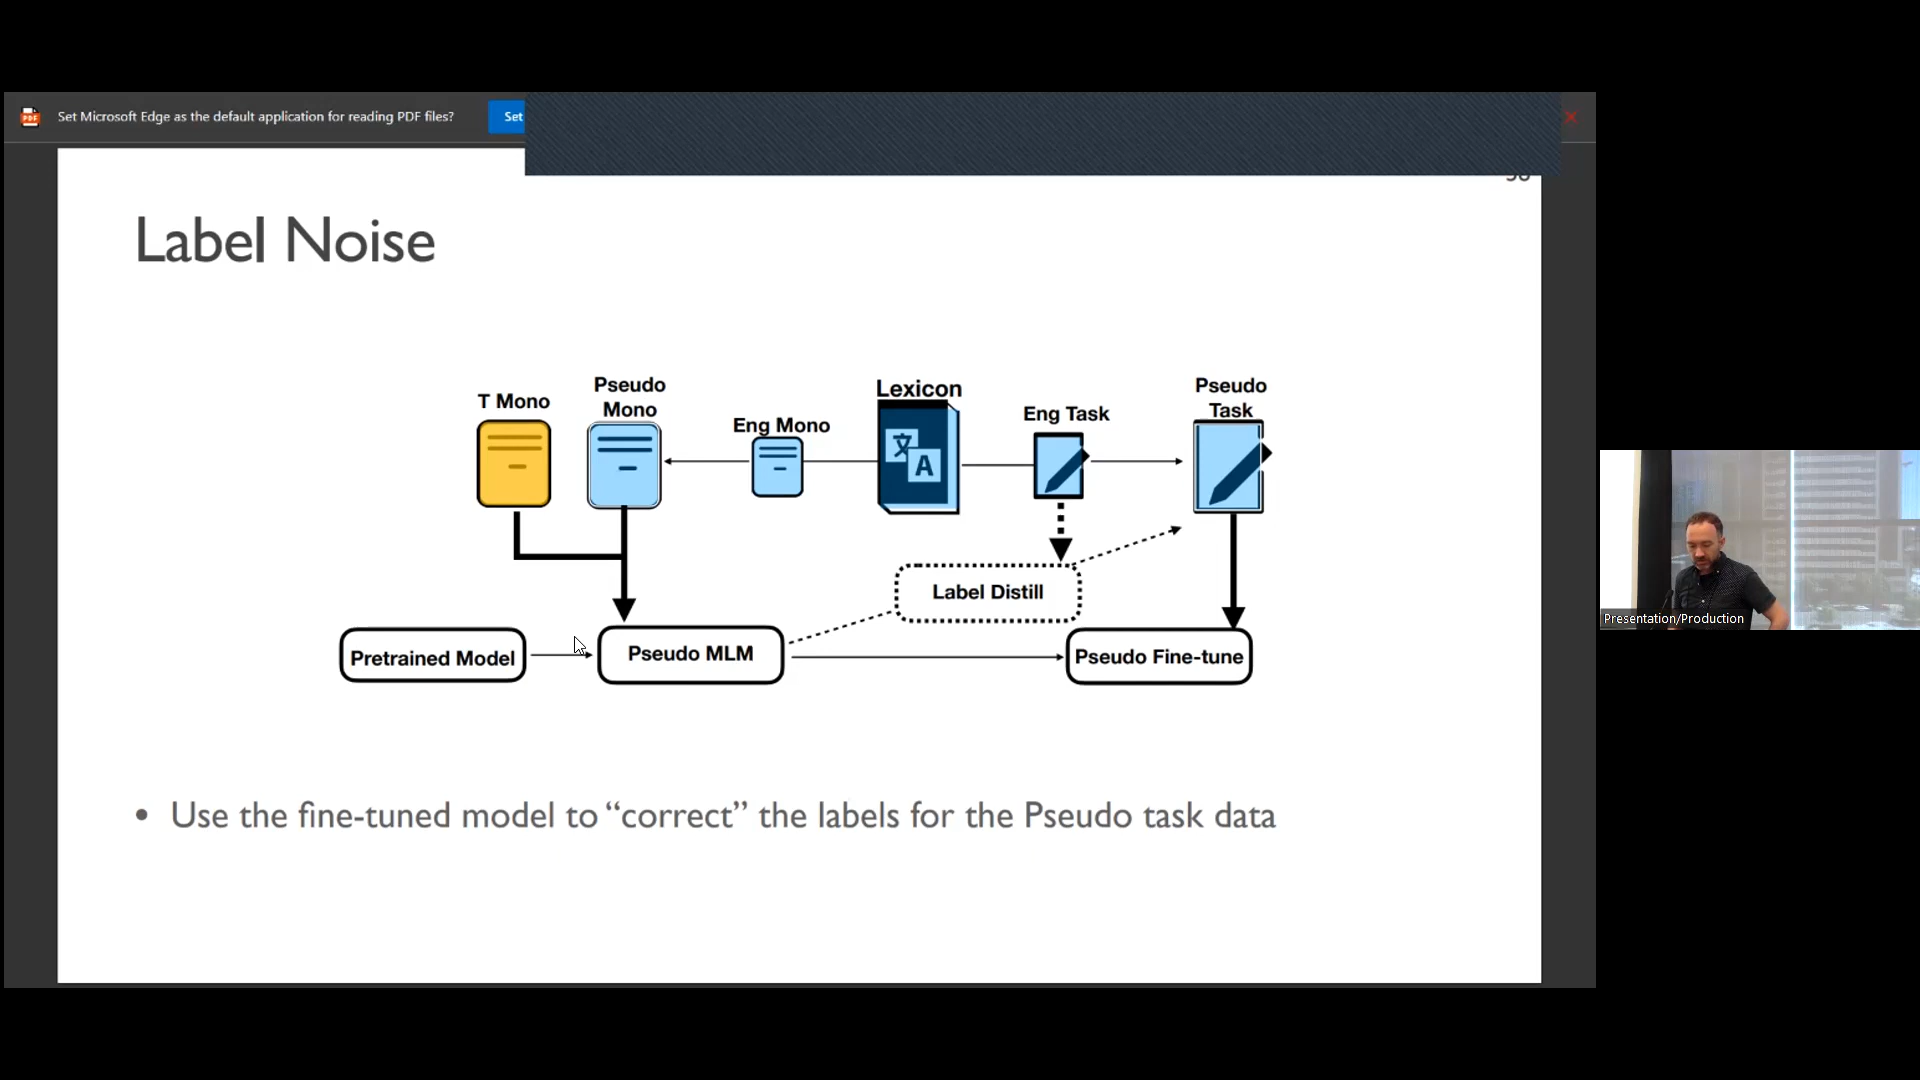 Set Microsoft Edge as the default application for reading PDF files?
Set
Label Noise
T Mono
Pseudo
Mono
Eng Mono
Lexicon
Eng Task
Pseudo
Task
文
A
Label Distill
Pretrained Model
Pseudo MLM
Pseudo Fine-tune
• Use the fine-tuned model to “correct” the labels for the Pseudo task data
Presentation/Production
PDF